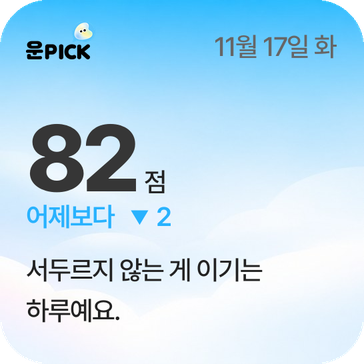 운PICK
11월 17일 화
82점
어제보다 ▼ 2
서두르지 않는 게 이기는
하루예요.